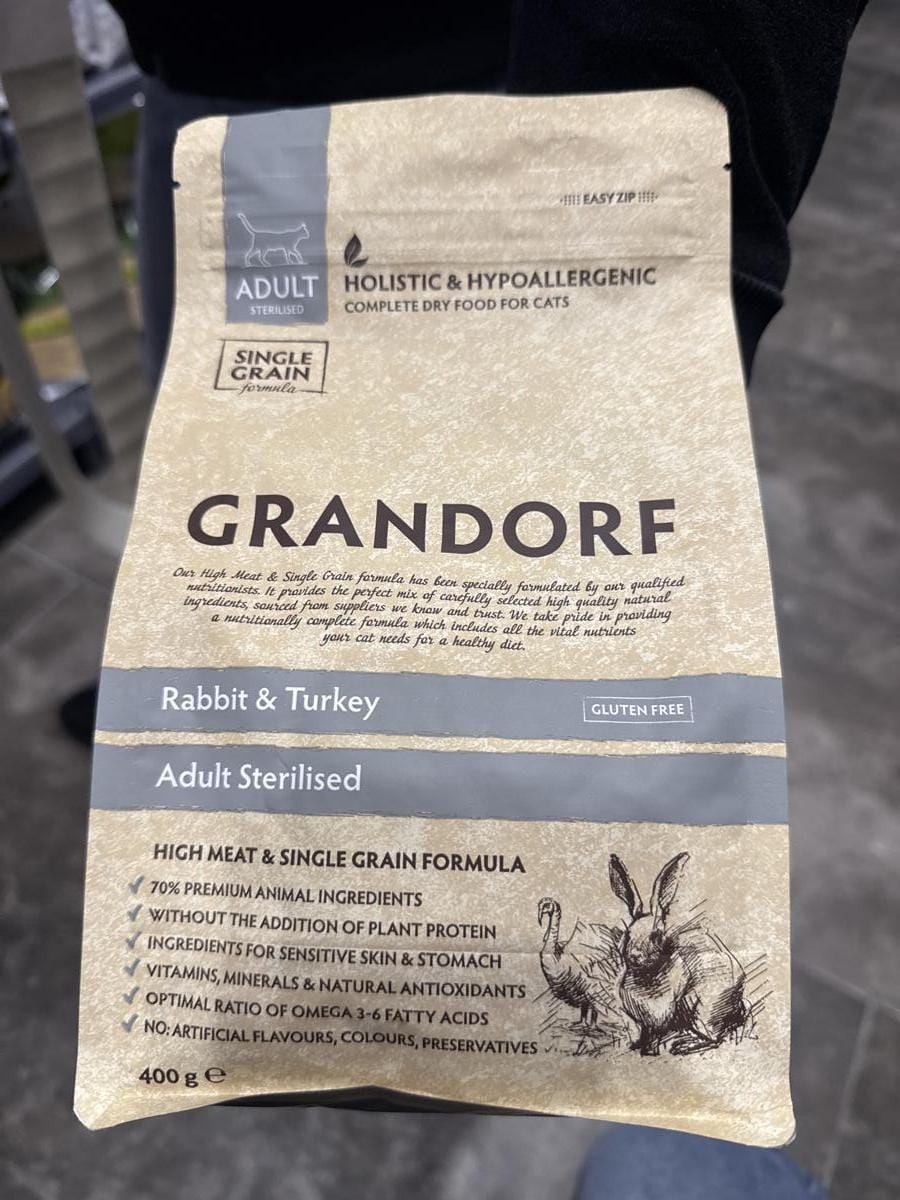 EASY ZIP
ADULT
STERILISED
HOLISTIC & HYPOALLERGENIC
COMPLETE DRY FOOD FOR CATS
SINGLE
GRAIN
formula
GRANDORF
Our High Meat & Single Grain formula has been specially formulated by our qualified
nutritionists. It provides the perfect mix of carefully selected high quality natural
ingredients, sourced from suppliers we know and trust. We take pride in providing
a nutritionally complete formula which includes all the vital nutrients
your cat needs for a healthy diet.
Rabbit & Turkey
GLUTEN FREE
Adult Sterilised
HIGH MEAT & SINGLE GRAIN FORMULA
70% PREMIUM ANIMAL INGREDIENTS
WITHOUT THE ADDITION OF PLANT PROTEIN
INGREDIENTS FOR SENSITIVE SKIN & STOMACH
VITAMINS, MINERALS & NATURAL ANTIOXIDANTS
OPTIMAL RATIO OF OMEGA 3-6 FATTY ACIDS
NO: ARTIFICIAL FLAVOURS, COLOURS, PRESERVATIVES
400 g ℮